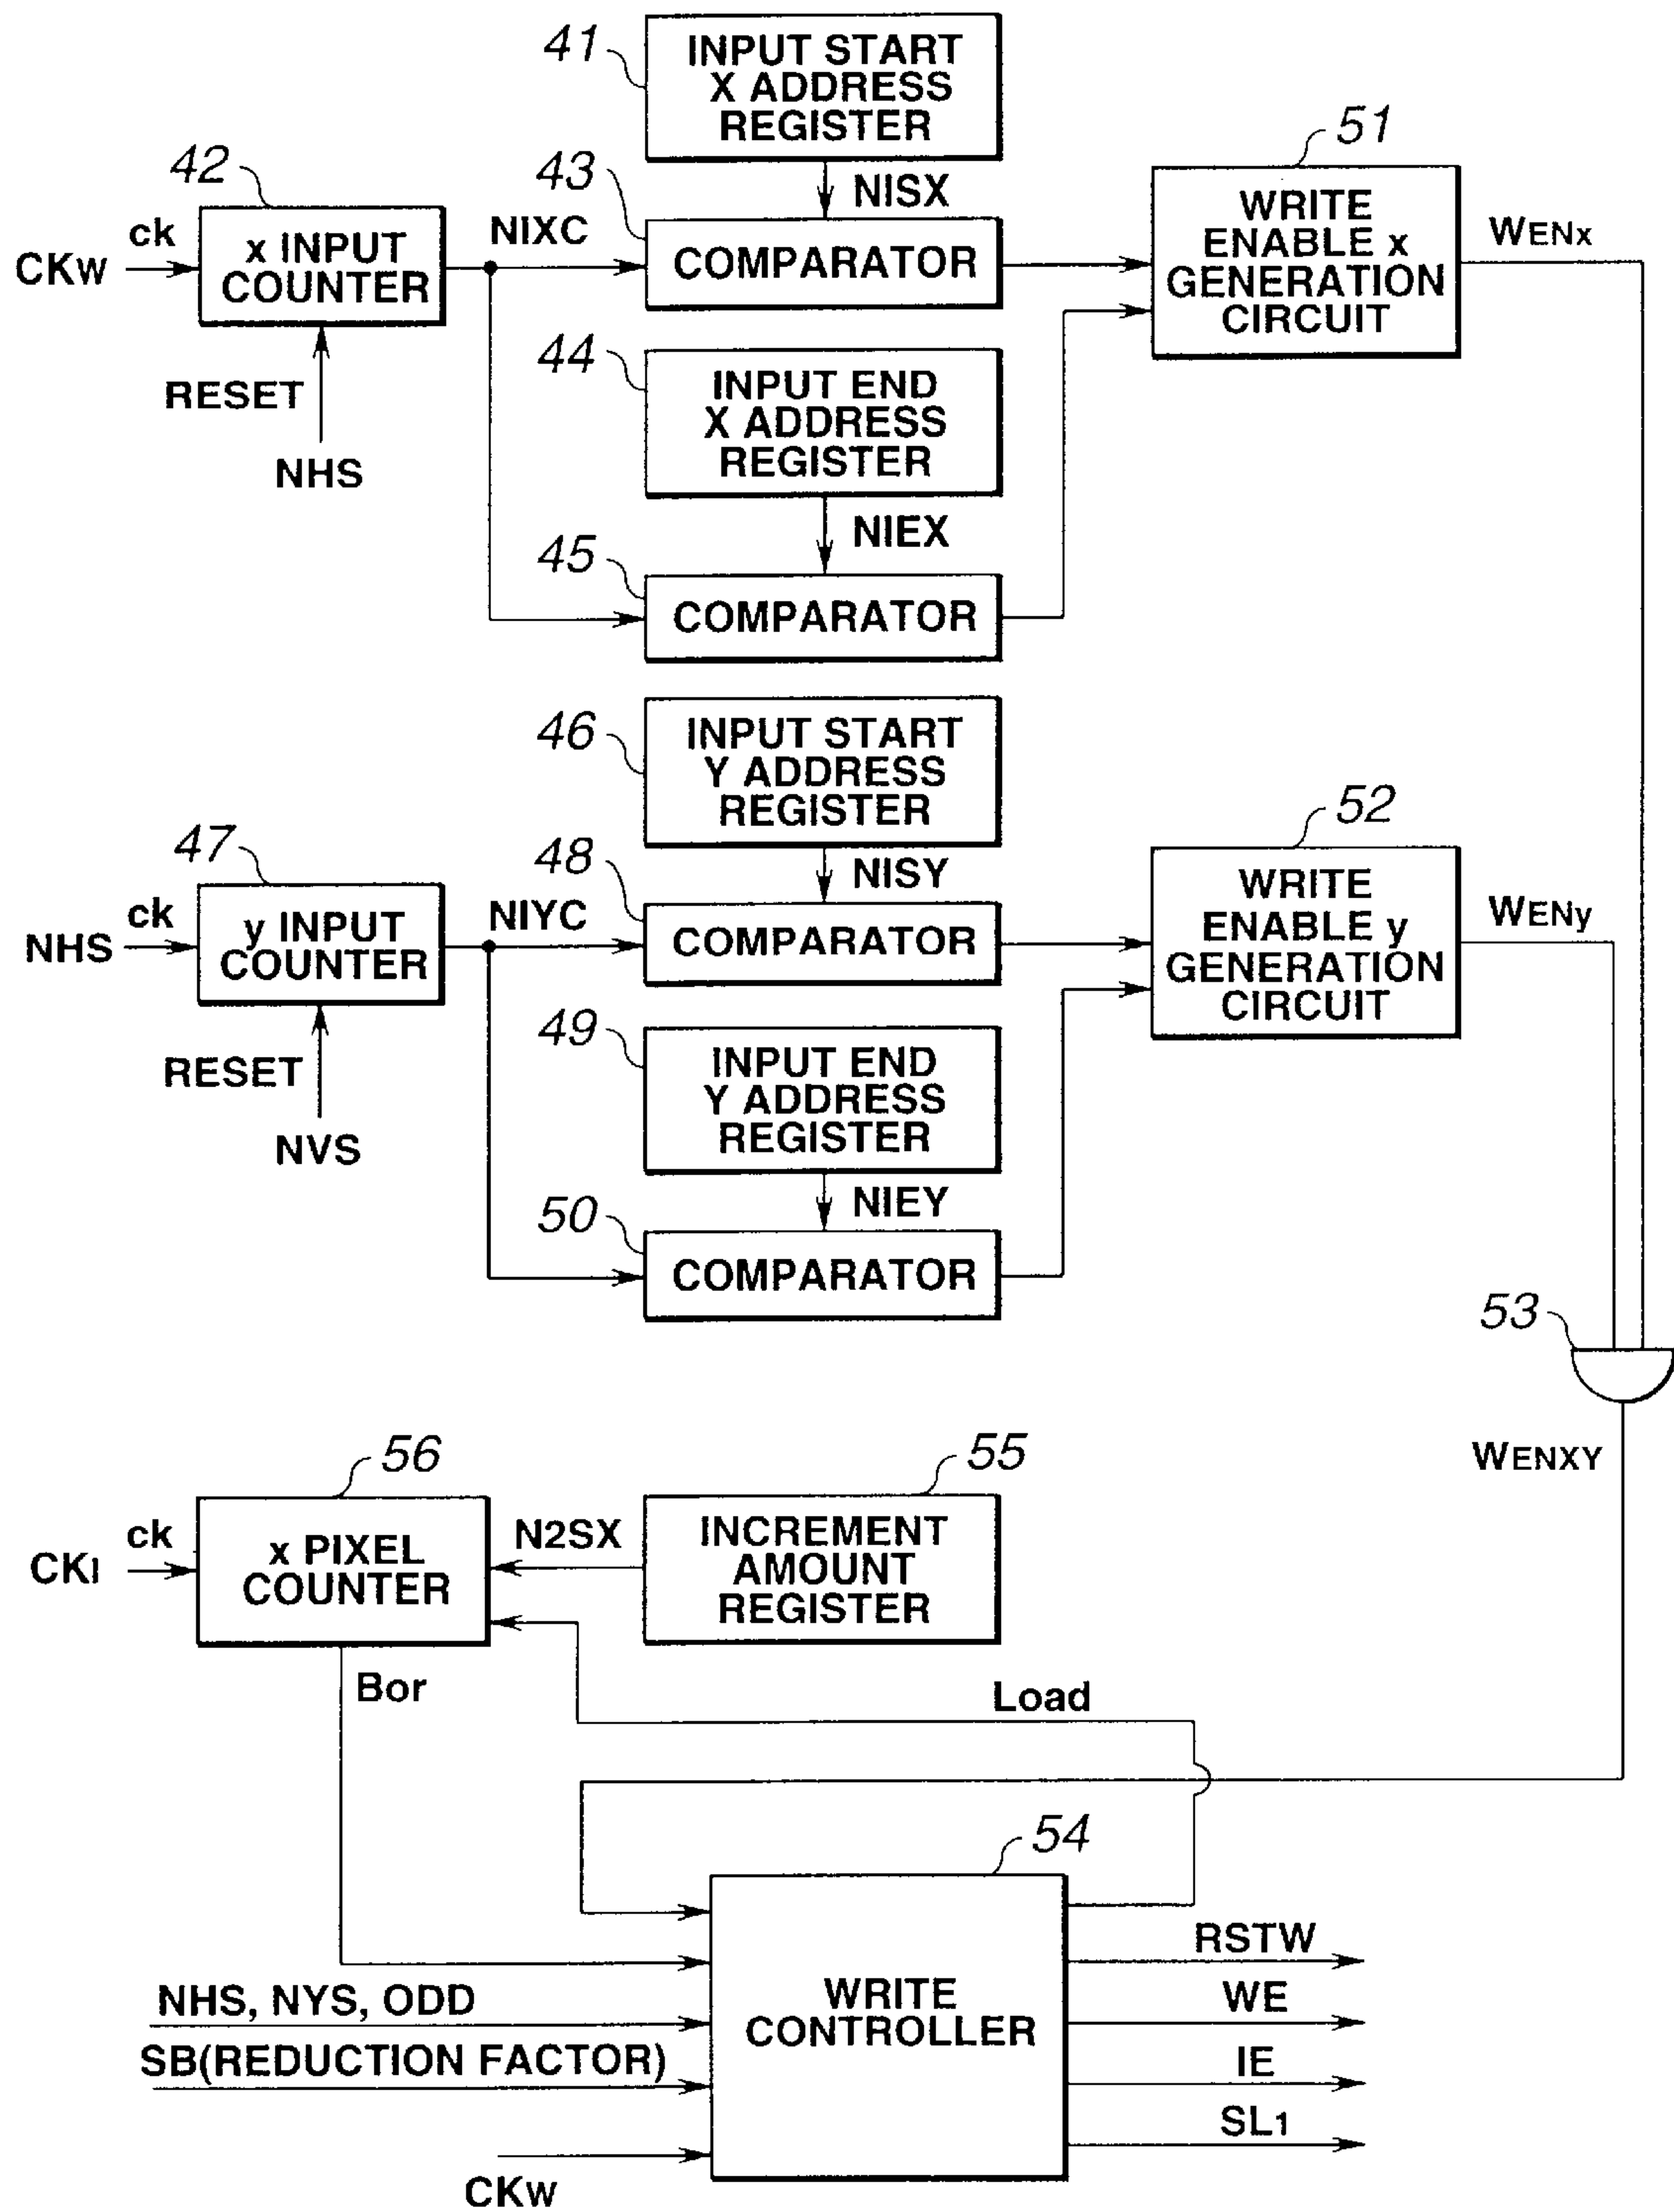 41
INPUT START
X ADDRESS
REGISTER
51
42
43
NISX
WRITE
ENABLE x
GENERATION
CIRCUIT
WENx
ck
CKW
x INPUT
COUNTER
NIXC
COMPARATOR
44
RESET
NHS
INPUT END
X ADDRESS
REGISTER
NIEX
45
COMPARATOR
46
INPUT START
Y ADDRESS
REGISTER
52
47
48
NISY
WRITE
ENABLE y
GENERATION
CIRCUIT
WENy
ck
NHS
y INPUT
COUNTER
NIYC
COMPARATOR
49
RESET
NVS
INPUT END
Y ADDRESS
REGISTER
NIEY
50
COMPARATOR
53
WENXY
56
55
ck
CKI
x PIXEL
COUNTER
N2SX
INCREMENT
AMOUNT
REGISTER
Bor
Load
54
NHS, NYS, ODD
SB(REDUCTION FACTOR)
CKW
WRITE
CONTROLLER
RSTW
WE
IE
SL1